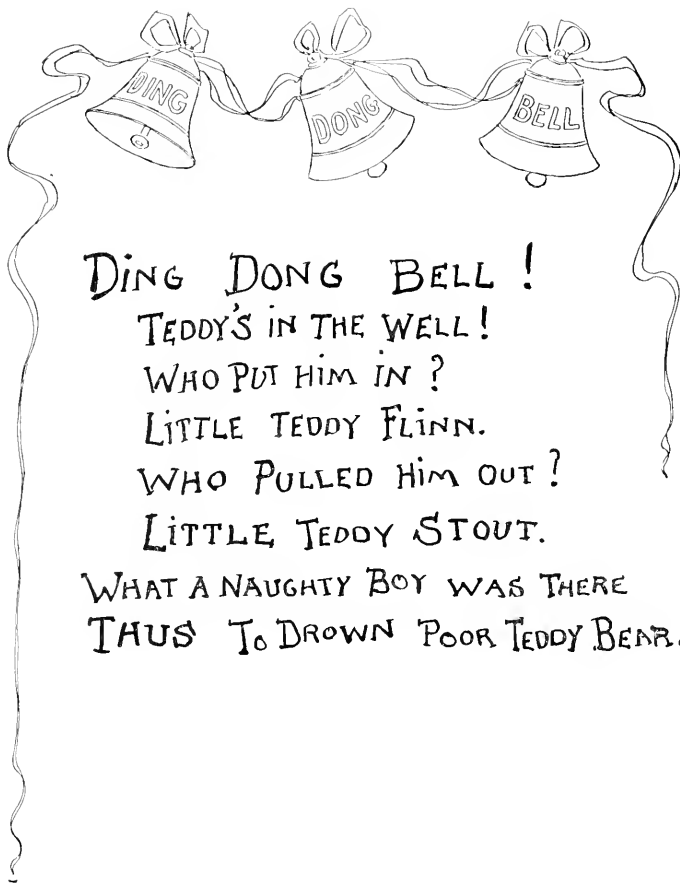 DING
DONG
BELL
DiNG DONG BELL!
TEDDY'S iN THE WELL!
WHO PUT HiM iN?
LiTTLE TEDDY FLiNN.
WHO PULLED HiM OUT?
LiTTLE TEDDY STOUT.
WHAT A NAUGHTY BOY WAS THERE
THUS To DROWN POOR TEDDY BEAR.